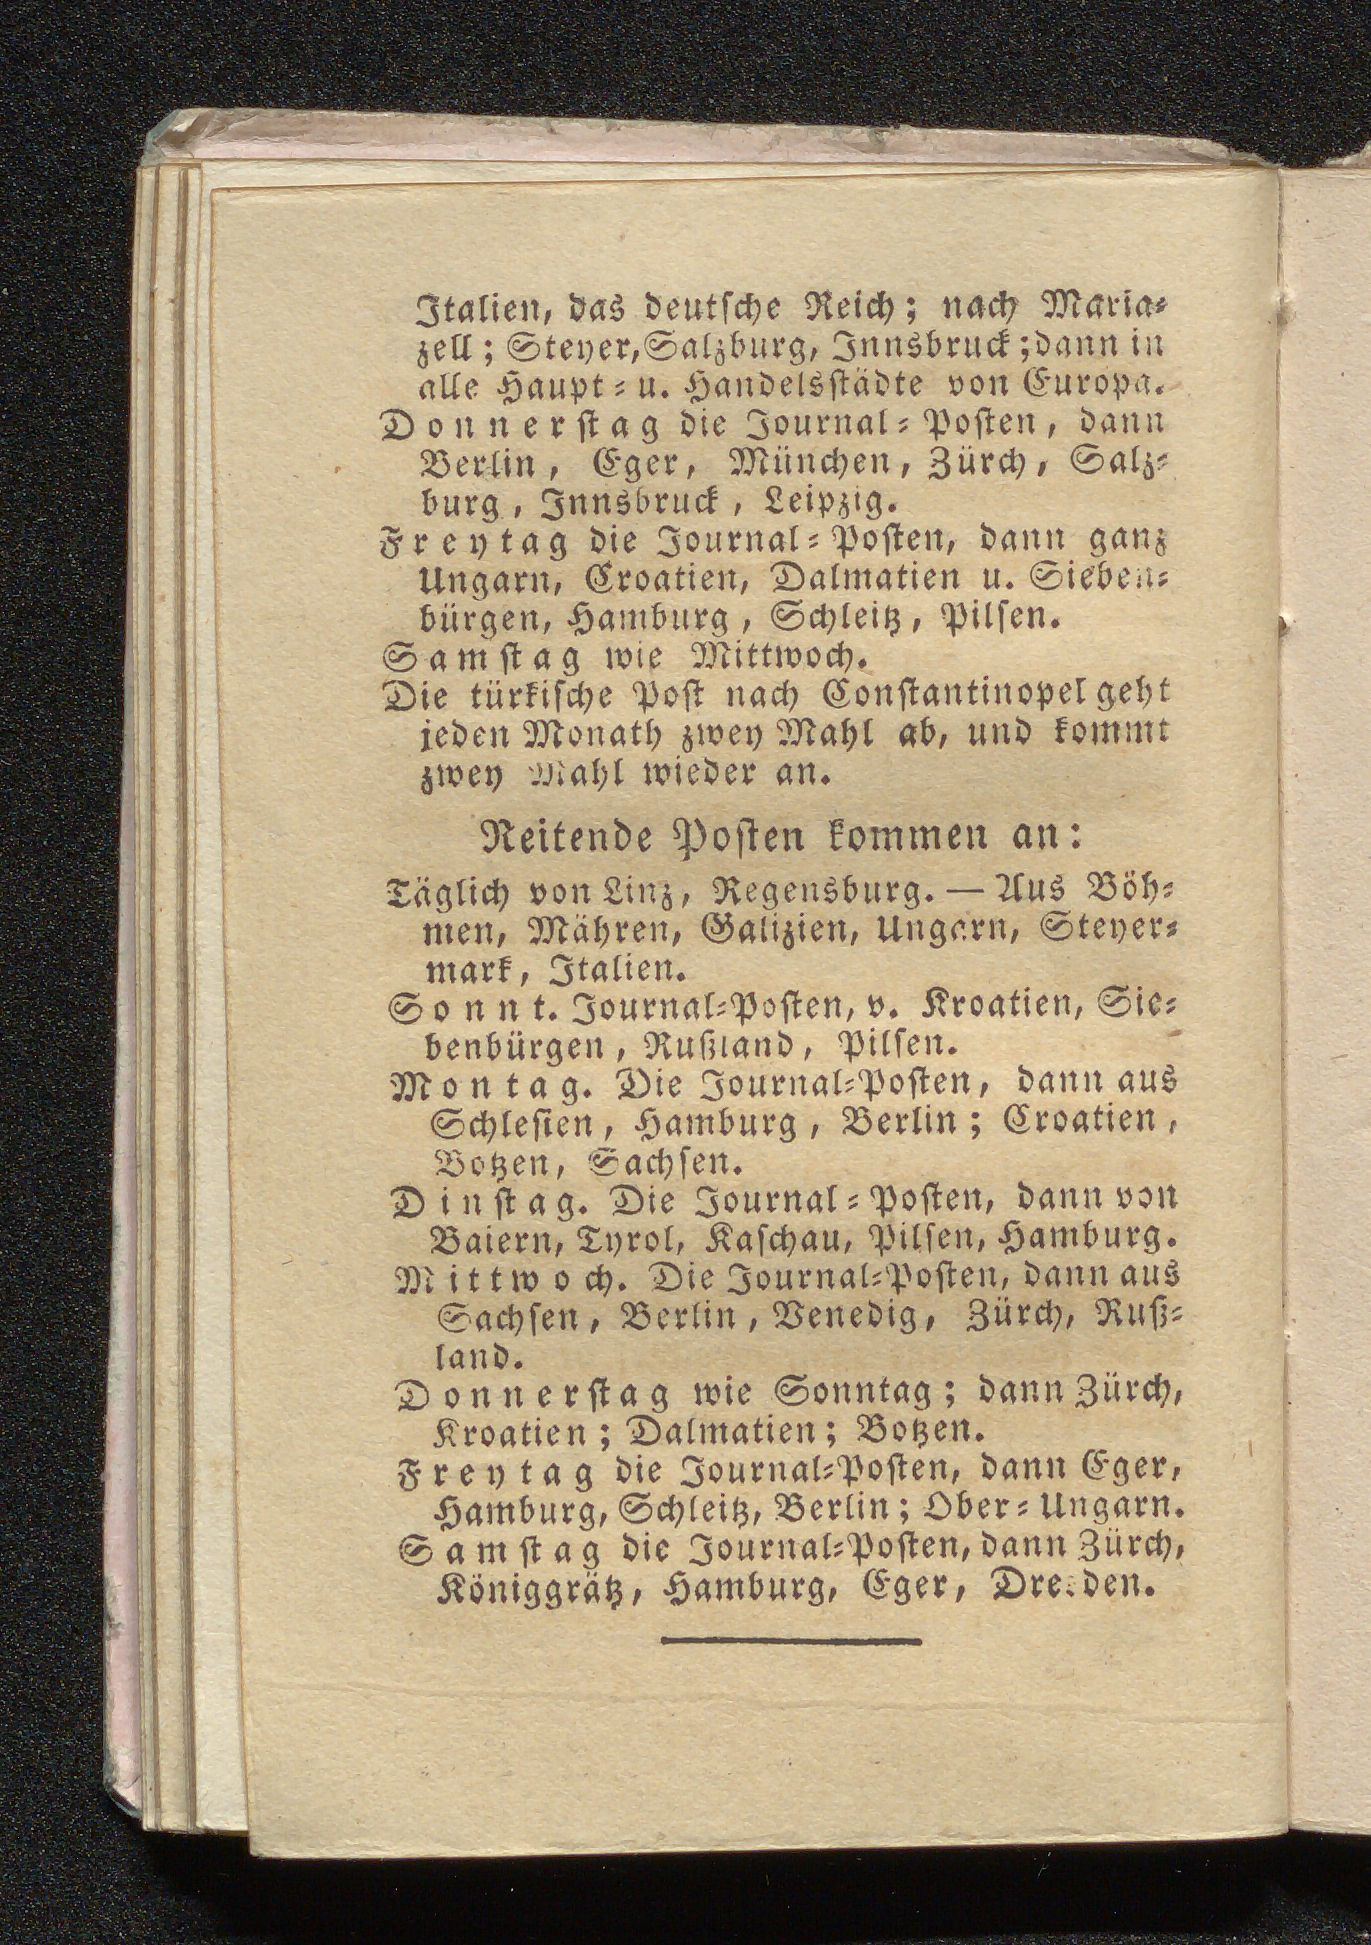 Italien, das deutsche Reich; nach Maria-
zell; Steyer, Salzburg, Innsbruck; dann in
alle Haupt- u. Handelsstädte von Europa.
Donnerstag die Journal-Posten, dann
Berlin, Eger, München, Zürch, Salz-
burg, Innsbruck, Leipzig.
Freytag die Journal-Posten, dann ganz
Ungarn, Croatien, Dalmatien u. Sieben-
bürgen, Hamburg, Schleitz, Pilsen.
Samstag wie Mittwoch.
Die türkische Post nach Constantinopel geht
jeden Monath zwey Mahl ab, und kommt
zwey Mahl wieder an.
Reitende Posten kommen an:
Täglich von Linz, Regensburg. — Aus Böh-
men, Mähren, Galizien, Ungarn, Steyer-
mark, Italien.
Sonnt. Journal-Posten, v. Kroatien, Sie-
benbürgen, Rußland, Pilsen.
Montag. Die Journal-Posten, dann aus
Schlesien, Hamburg, Berlin; Croatien,
Botzen, Sachsen.
Dinstag. Die Journal-Posten, dann von
Baiern, Tyrol, Kaschau, Pilsen, Hamburg.
Mittwoch. Die Journal-Posten, dann aus
Sachsen, Berlin, Venedig, Zürch, Ruß-
land.
Donnerstag wie Sonntag; dann Zürch,
Kroatien; Dalmatien; Botzen.
Freytag die Journal-Posten, dann Eger,
Hamburg, Schleitz, Berlin; Ober-Ungarn.
Samstag die Journal-Posten, dann Zürch,
Königgrätz, Hamburg, Eger, Dresden.